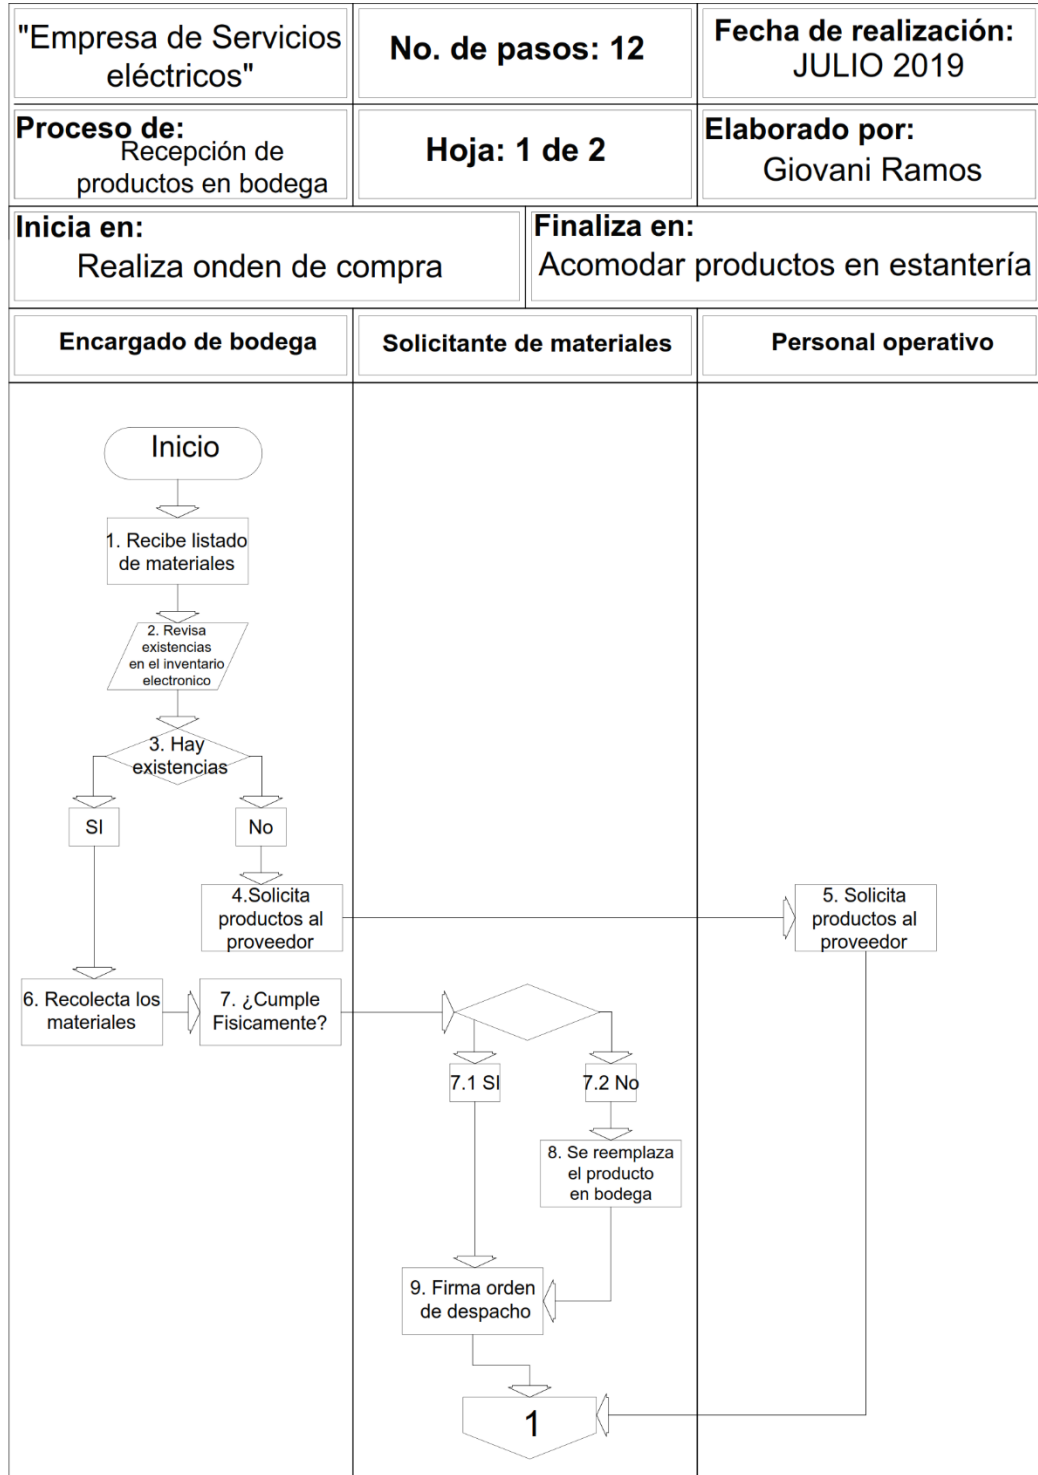 "Empresa de Servicios
eléctricos"
No. de pasos: 12
Fecha de realización:
JULIO 2019
Proceso de:
Recepción de
productos en bodega
Hoja: 1 de 2
Elaborado por:
Giovani Ramos
Inicia en:
Realiza onden de compra
Finaliza en:
Acomodar productos en estantería
Encargado de bodega
Solicitante de materiales
Personal operativo
Inicio
1. Recibe listado
de materiales
2. Revisa
existencias
en el inventario
electronico
3. Hay
existencias
SI
No
4.Solicita
productos al
proveedor
5. Solicita
productos al
proveedor
6. Recolecta los
materiales
7. ¿Cumple
Fisicamente?
7.1 SI
7.2 No
8. Se reemplaza
el producto
en bodega
9. Firma orden
de despacho
1